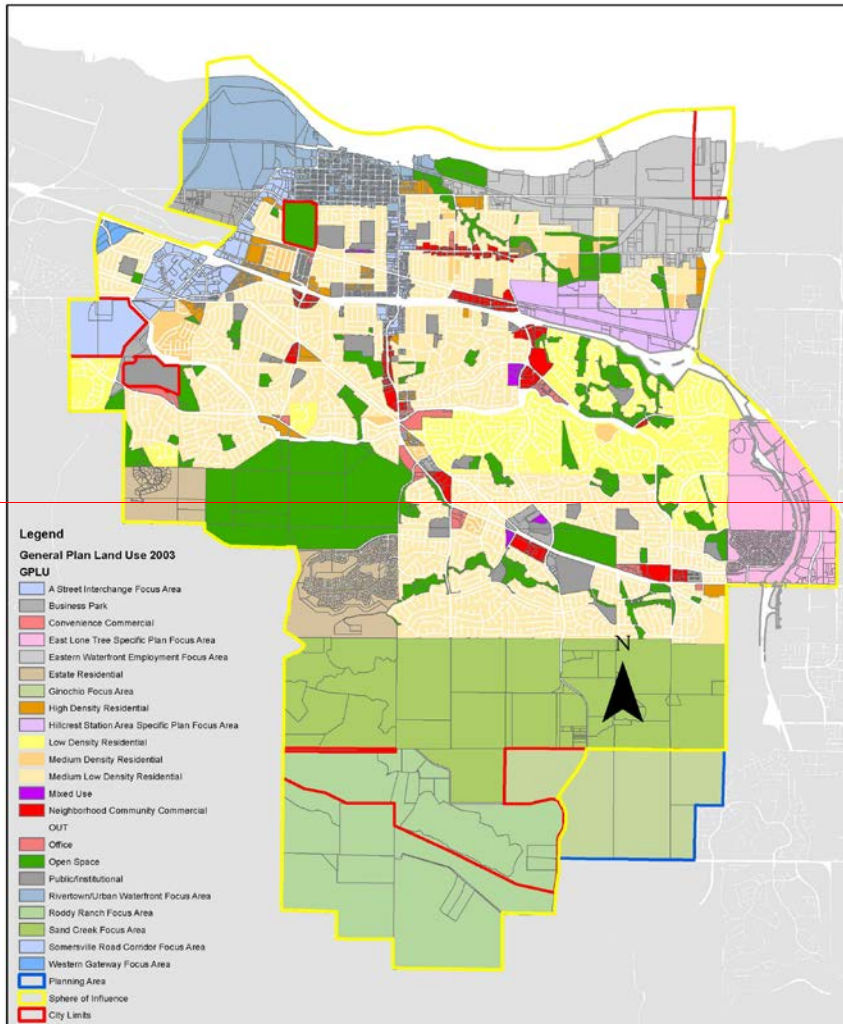 N
Legend
General Plan Land Use 2003
GPLU
A Street Interchange Focus Area
Business Park
Convenience Commercial
East Lone Tree Specific Plan Focus Area
Eastern Waterfront Employment Focus Area
Estate Residential
Ginochio Focus Area
High Density Residential
Hillcrest Station Area Specific Plan Focus Area
Low Density Residential
Medium Density Residential
Medium Low Density Residential
Mixed Use
Neighborhood Community Commercial
OUT
Office
Open Space
Public/Institutional
Rivertown/Urban Waterfront Focus Area
Roddy Ranch Focus Area
Sand Creek Focus Area
Somersville Road Corridor Focus Area
Western Gateway Focus Area
Planning Area
Sphere of Influence
City Limits